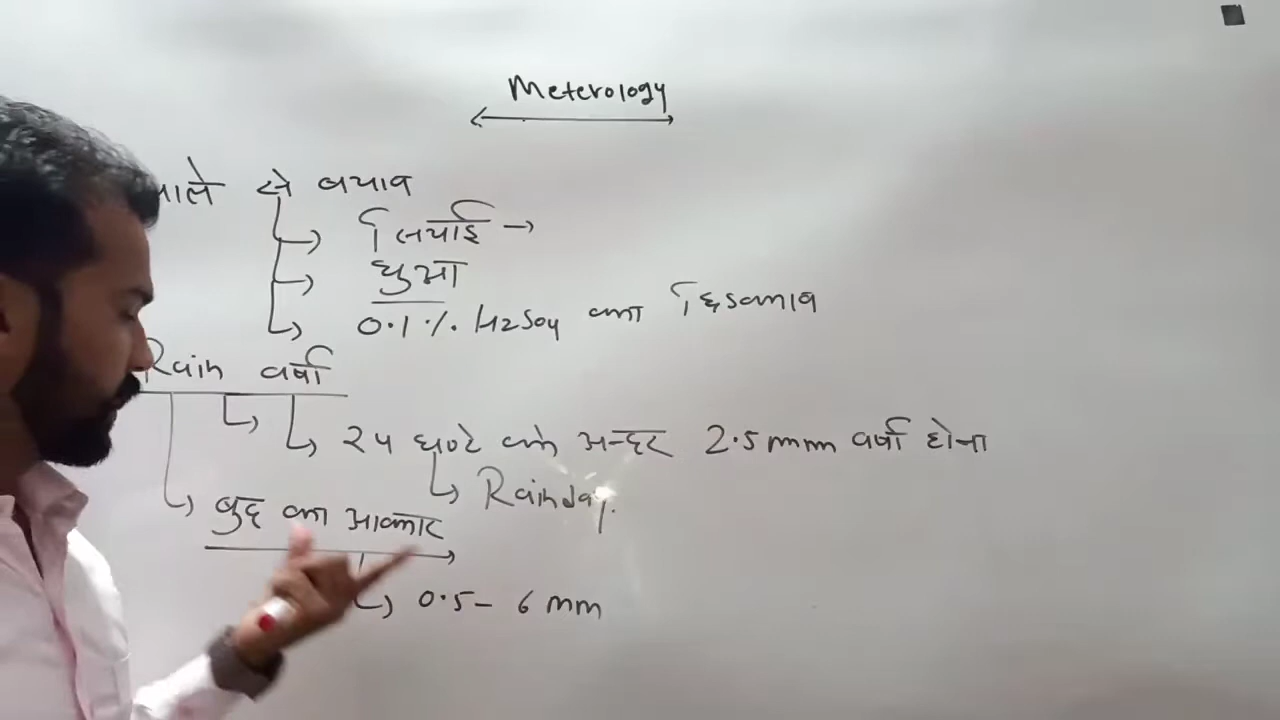 Meterology
से बचाव
सिचाई →
धुआ
0.1 % H2SO4 का छिडकाव
Rain वर्षा
24 घण्टे के अन्दर 2.5 mm वर्षा होना
Rainday.
बुद का आकार
0.5 - 6 mm